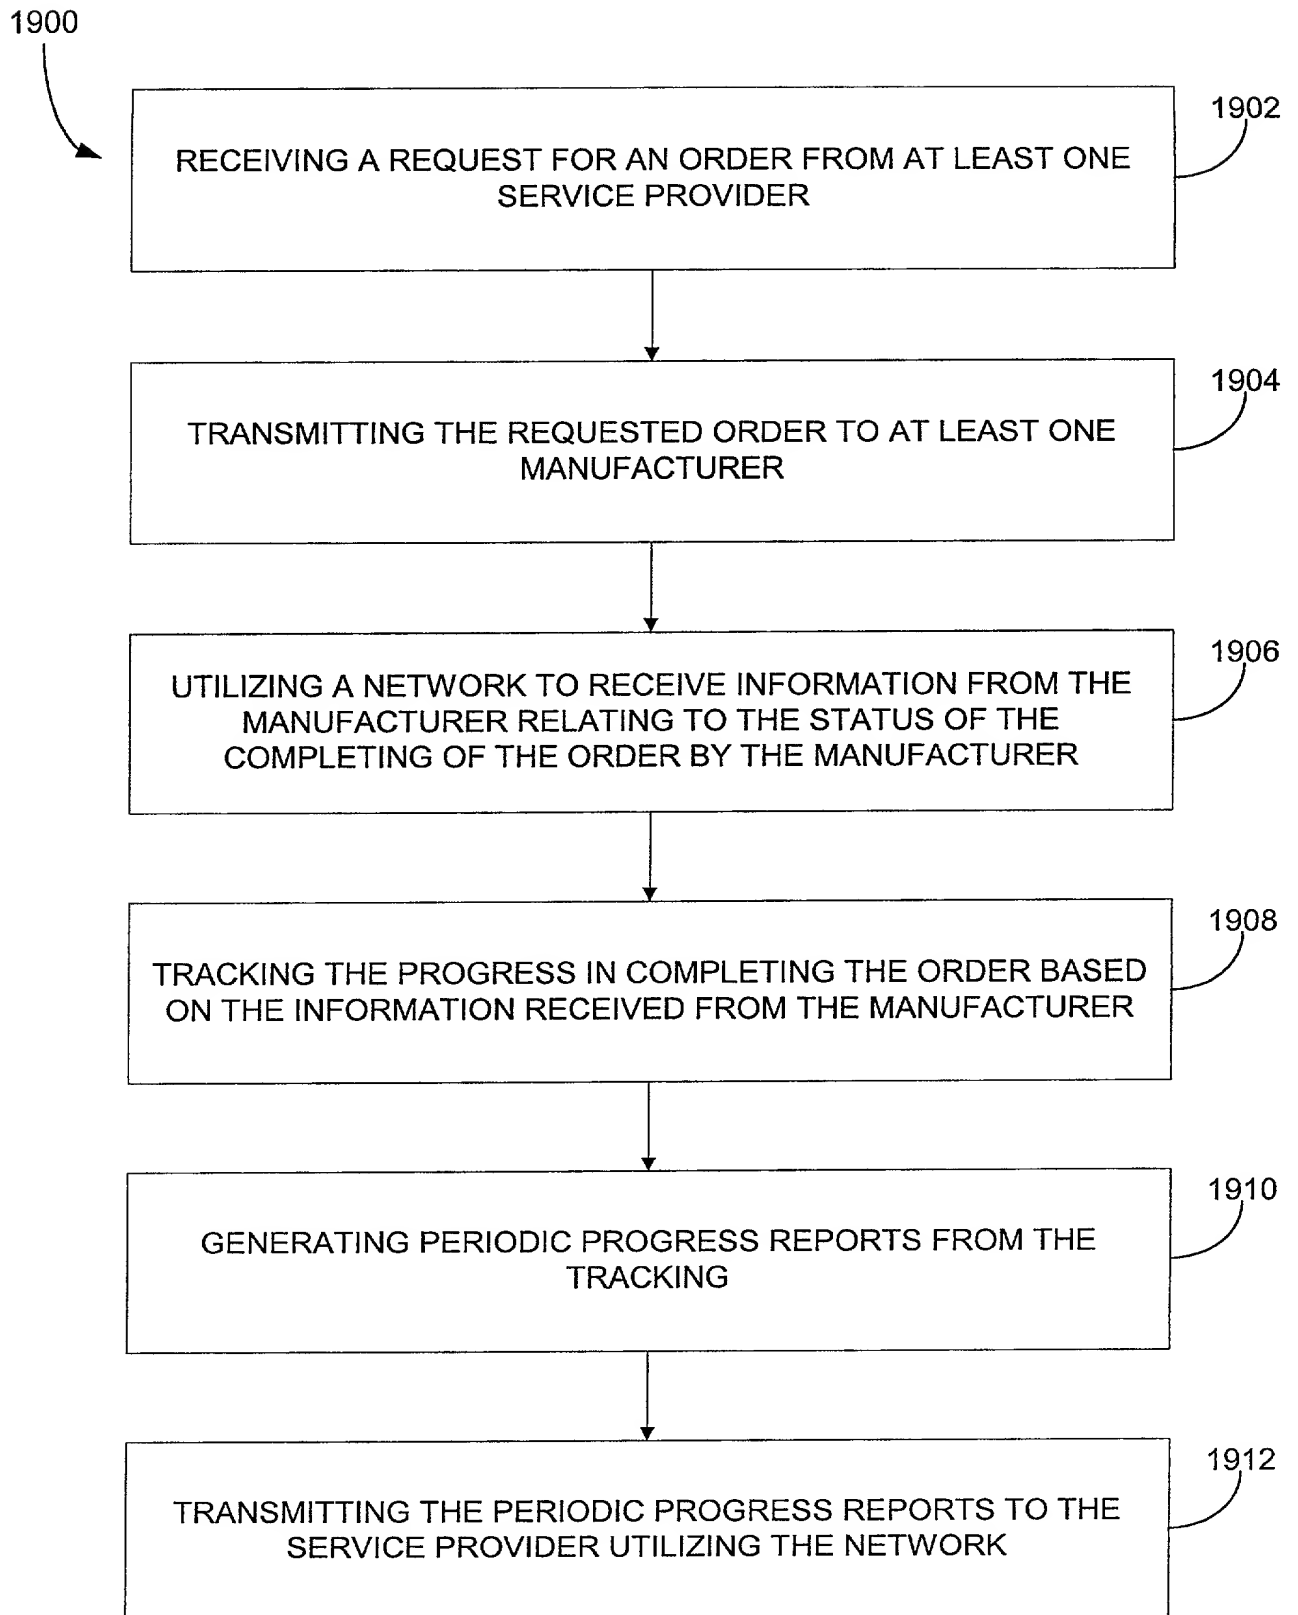 1900
1902
RECEIVING A REQUEST FOR AN ORDER FROM AT LEAST ONE
SERVICE PROVIDER
1904
TRANSMITTING THE REQUESTED ORDER TO AT LEAST ONE
MANUFACTURER
1906
UTILIZING A NETWORK TO RECEIVE INFORMATION FROM THE
MANUFACTURER RELATING TO THE STATUS OF THE
COMPLETING OF THE ORDER BY THE MANUFACTURER
1908
TRACKING THE PROGRESS IN COMPLETING THE ORDER BASED
ON THE INFORMATION RECEIVED FROM THE MANUFACTURER
1910
GENERATING PERIODIC PROGRESS REPORTS FROM THE
TRACKING
1912
TRANSMITTING THE PERIODIC PROGRESS REPORTS TO THE
SERVICE PROVIDER UTILIZING THE NETWORK